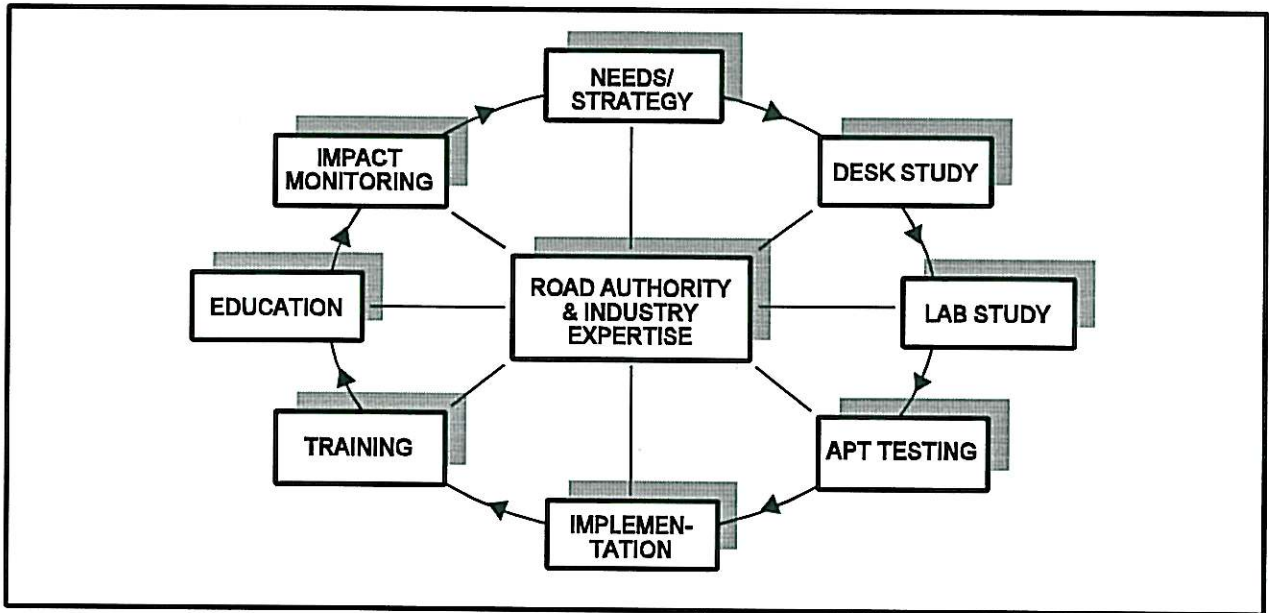 NEEDS/
STRATEGY
IMPACT
MONITORING
DESK STUDY
EDUCATION
ROAD AUTHORITY
& INDUSTRY
EXPERTISE
LAB STUDY
TRAINING
APT TESTING
IMPLEMEN-
TATION